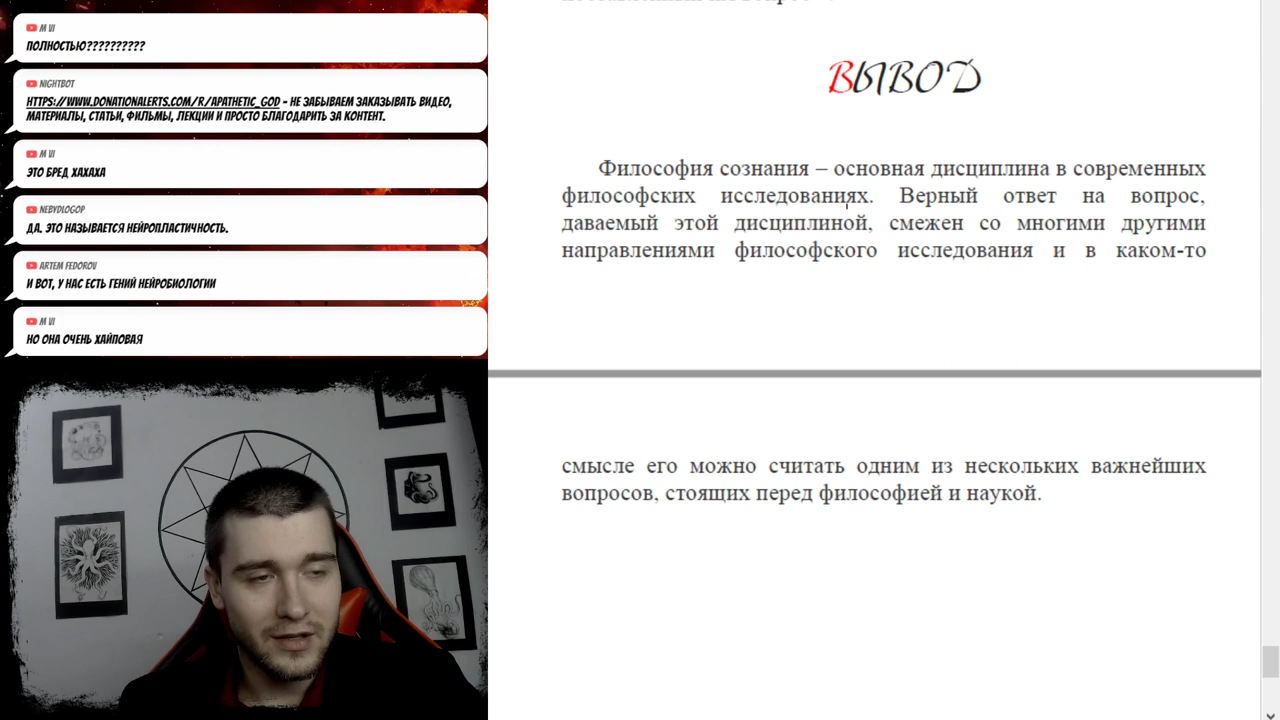 M VI
ПОЛНОСТЬЮ??????????
NIGHTBOT
HTTPS://WWW.DONATIONALERTS.COM/R/APATHETIC_GOD - НЕ ЗАБЫВАЕМ ЗАКАЗЫВАТЬ ВИДЕО,
МАТЕРИАЛЫ, СТАТЬИ, ФИЛЬМЫ, ЛЕКЦИИ И ПРОСТО БЛАГОДАРИТЬ ЗА КОНТЕНТ.
M VI
ЭТО БРЕД ХАХАХА
NEBYDLOGOP
ДА. ЭТО НАЗЫВАЕТСЯ НЕЙРОПЛАСТИЧНОСТЬ.
ARTEM FEDOROV
И ВОТ, У НАС ЕСТЬ ГЕНИЙ НЕЙРОБИОЛОГИИ
M VI
НО ОНА ОЧЕНЬ ХАЙПОВАЯ
ВЫВОД
Философия сознания – основная дисциплина в современных
философских исследованиях. Верный ответ на вопрос,
даваемый этой дисциплиной, смежен со многими другими
направлениями философского исследования и в каком-то
смысле его можно считать одним из нескольких важнейших
вопросов, стоящих перед философией и наукой.